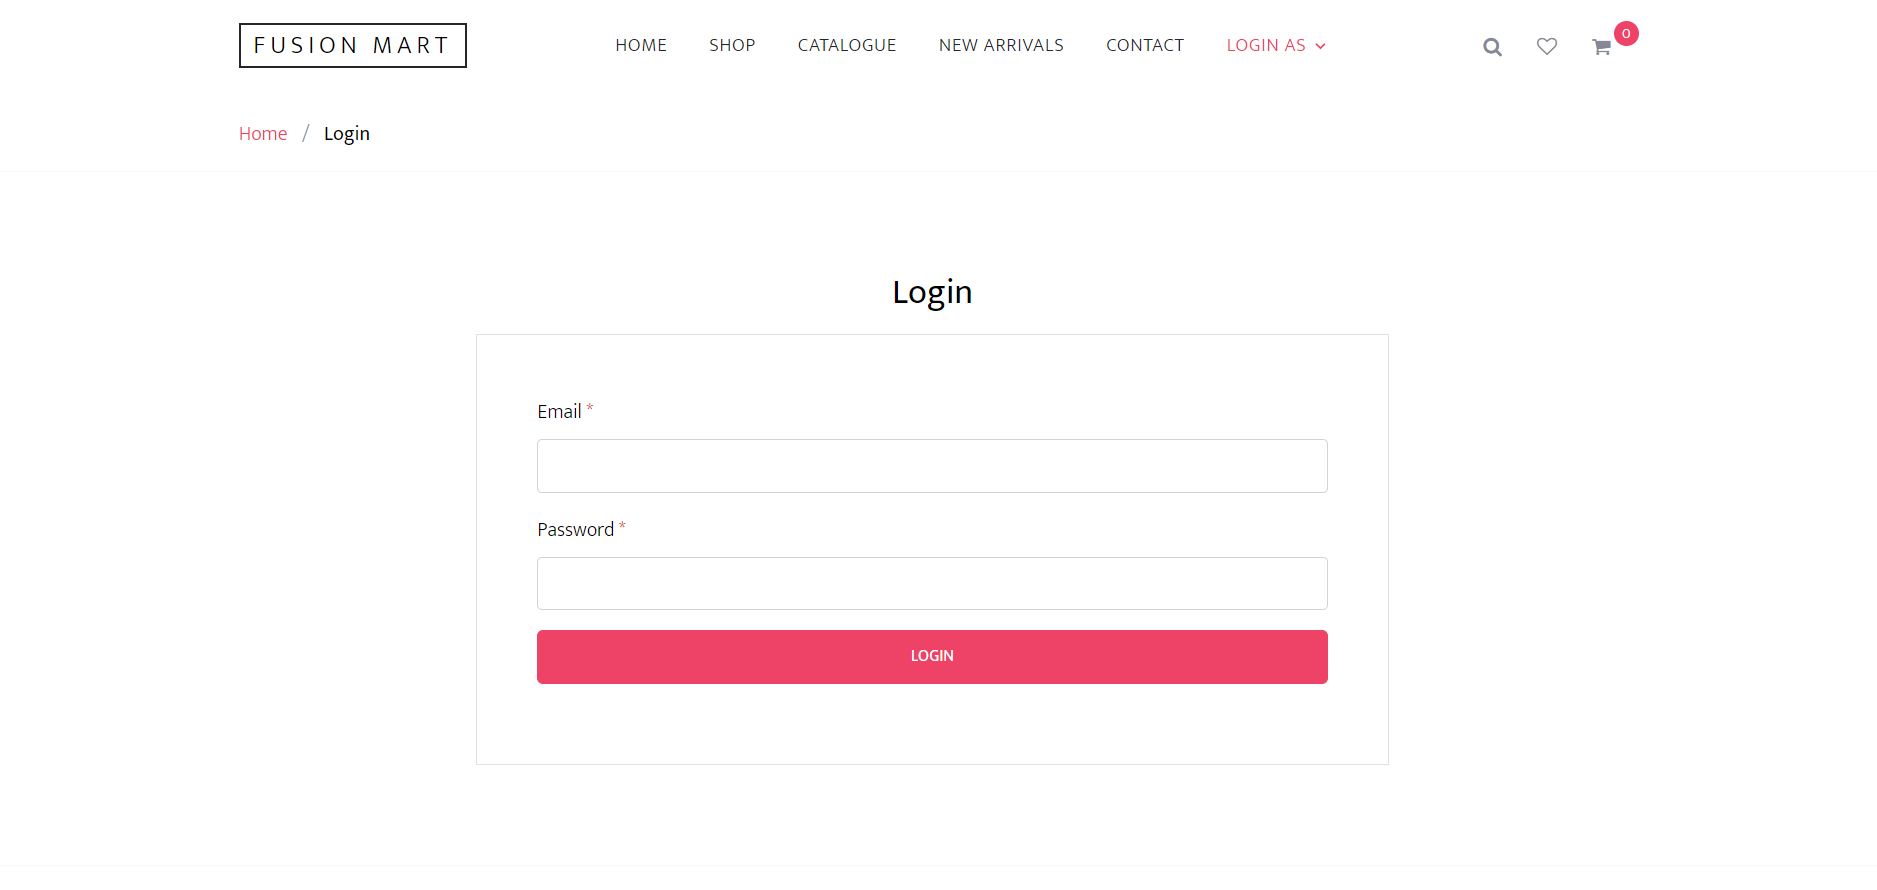 FUSION MART HOME SHOP CATALOGUE NEW ARRIVALS CONTACT LOGIN AS 0
Home / Login
Login
Email *
Password *
LOGIN